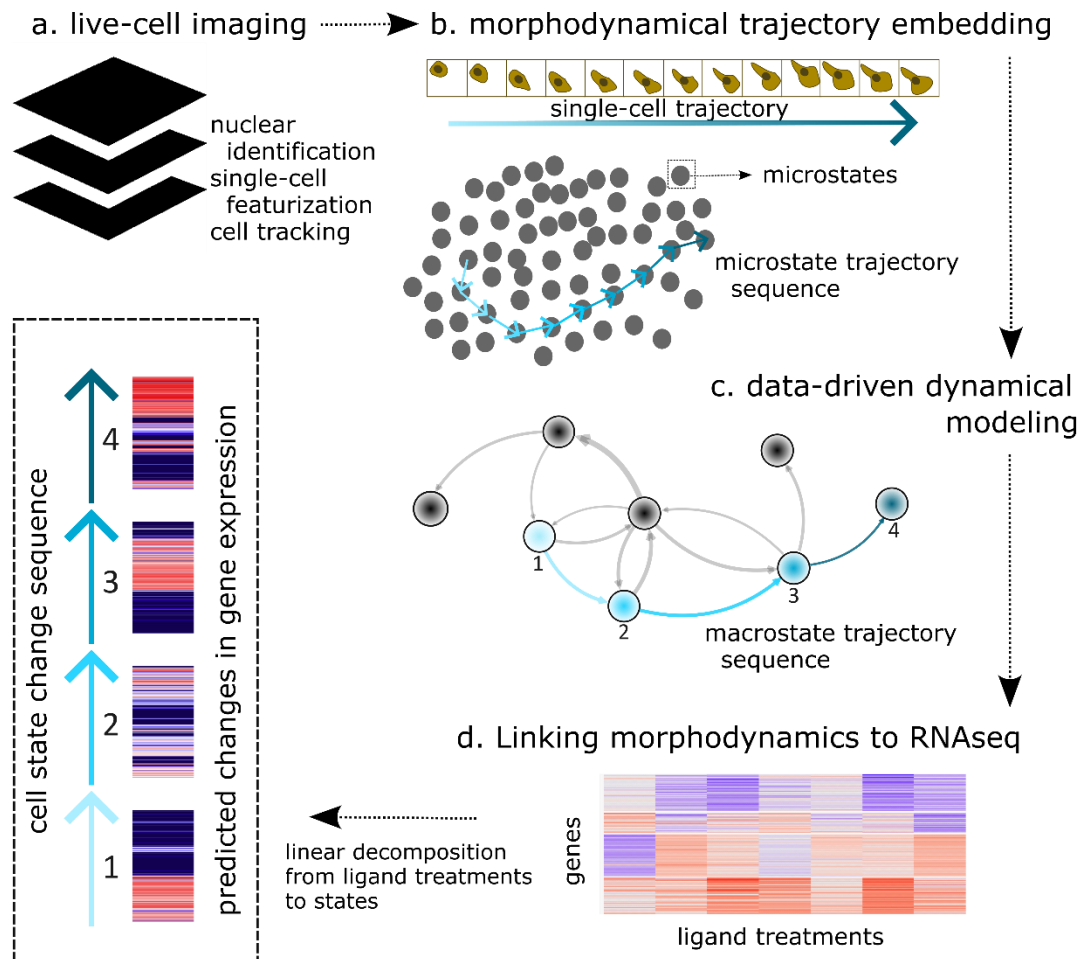 a. live-cell imaging
b. morphodynamical trajectory embedding
nuclear
identification
single-cell
featurization
cell tracking
single-cell trajectory
microstates
microstate trajectory
sequence
c. data-driven dynamical
modeling
1
2
3
4
macrostate trajectory
sequence
d. Linking morphodynamics to RNAseq
genes
ligand treatments
linear decomposition
from ligand treatments
to states
cell state change sequence
4
3
2
1
predicted changes in gene expression